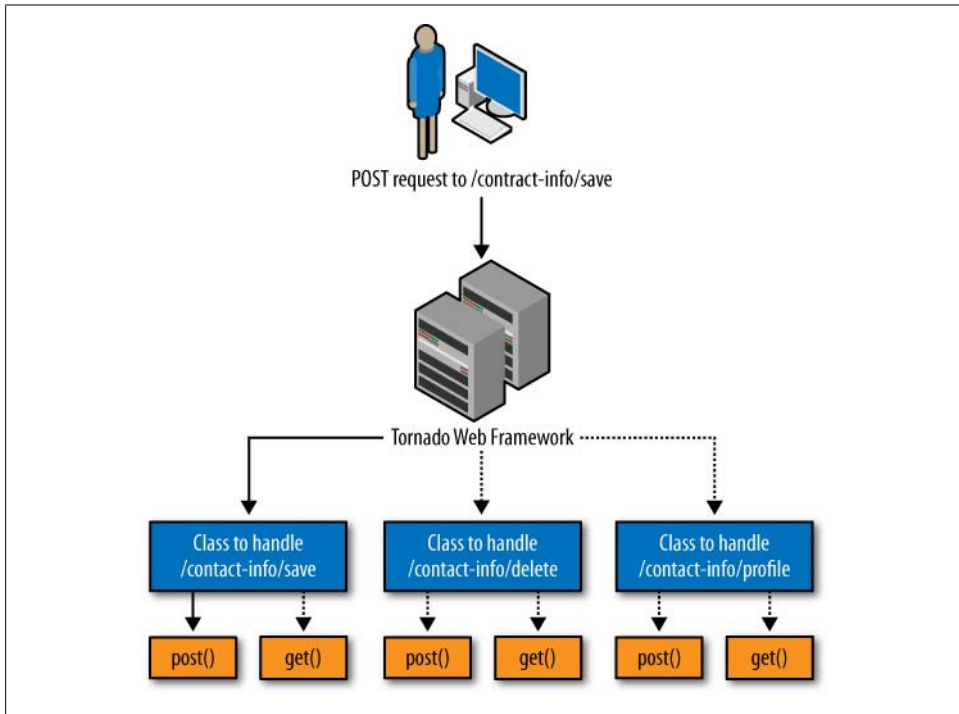 POST request to /contract-info/save
Tornado Web Framework
Class to handle
/contact-info/save
Class to handle
/contact-info/delete
Class to handle
/contact-info/profile
post()
get()
post()
get()
post()
get()